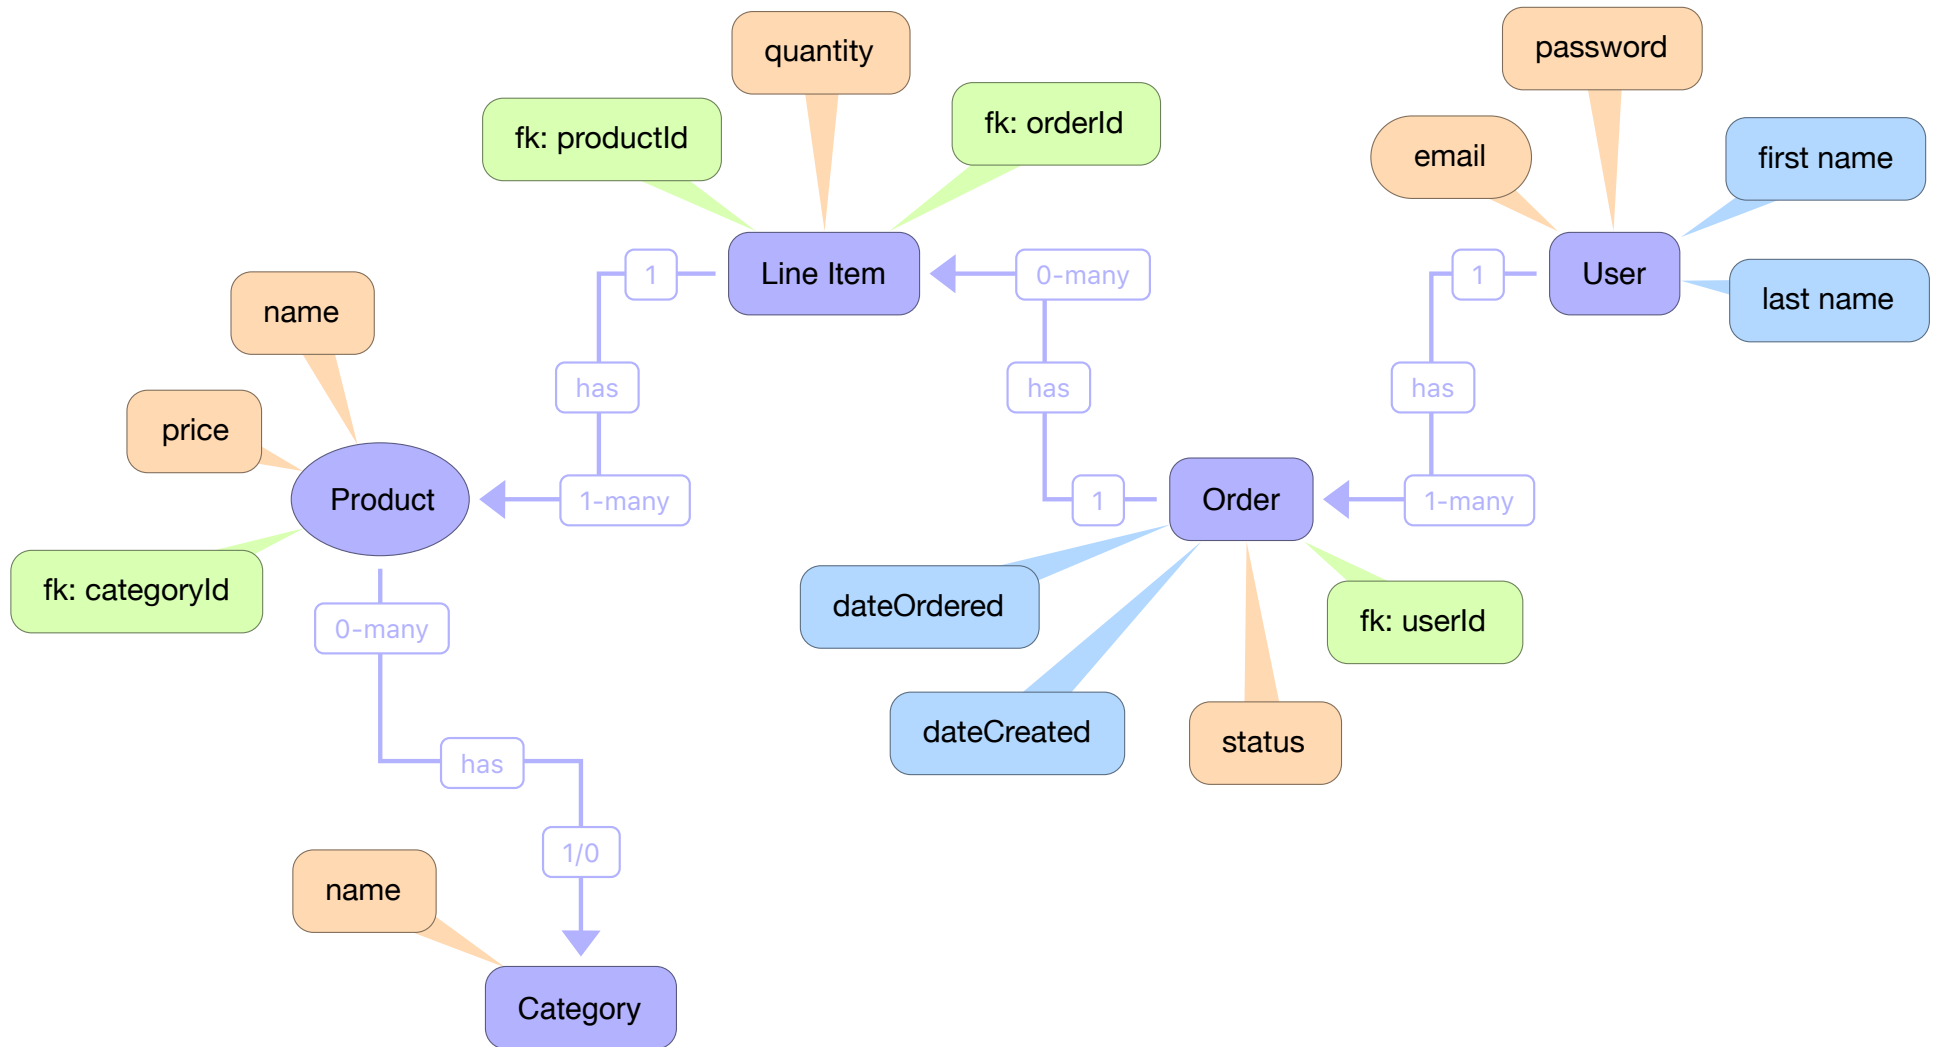 quantity
password
fk: productId
fk: orderId
email
first name
1
Line Item
0-many
1
User
last name
name
has
has
has
price
Product
1-many
1
Order
1-many
fk: categoryId
0-many
dateOrdered
fk: userId
dateCreated
status
has
1/0
name
Category